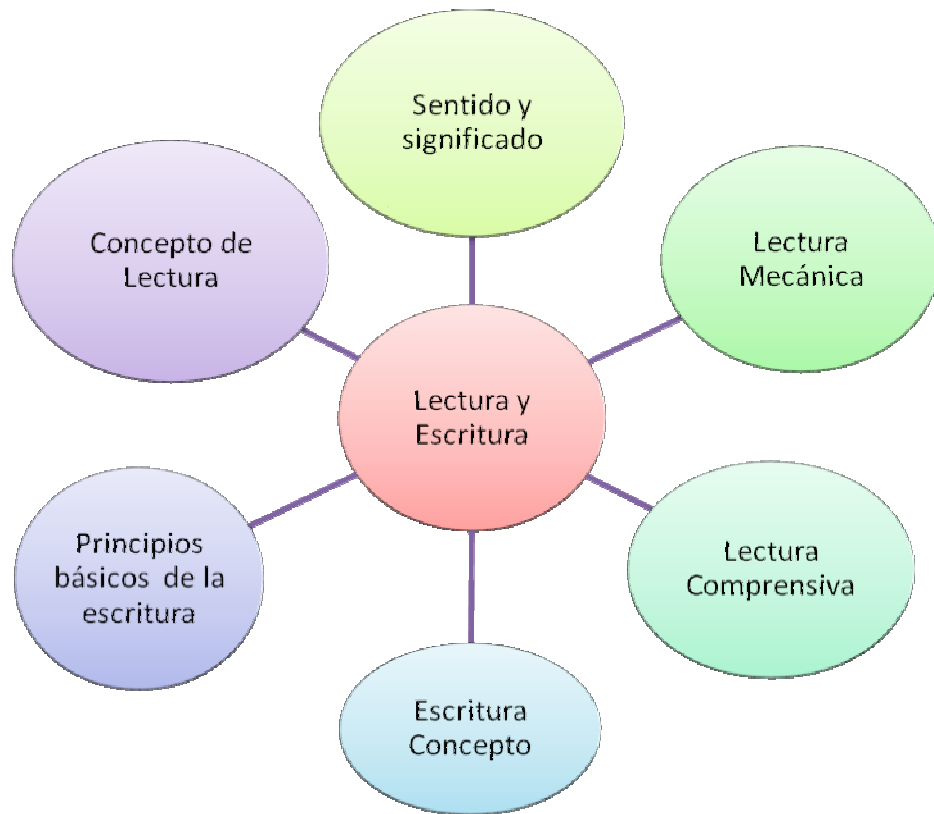 Sentido y
significado
Lectura
Mecánica
Lectura
Comprensiva
Escritura
Concepto
Principios
básicos  de la
escritura
Concepto de
Lectura
Lectura y
Escritura